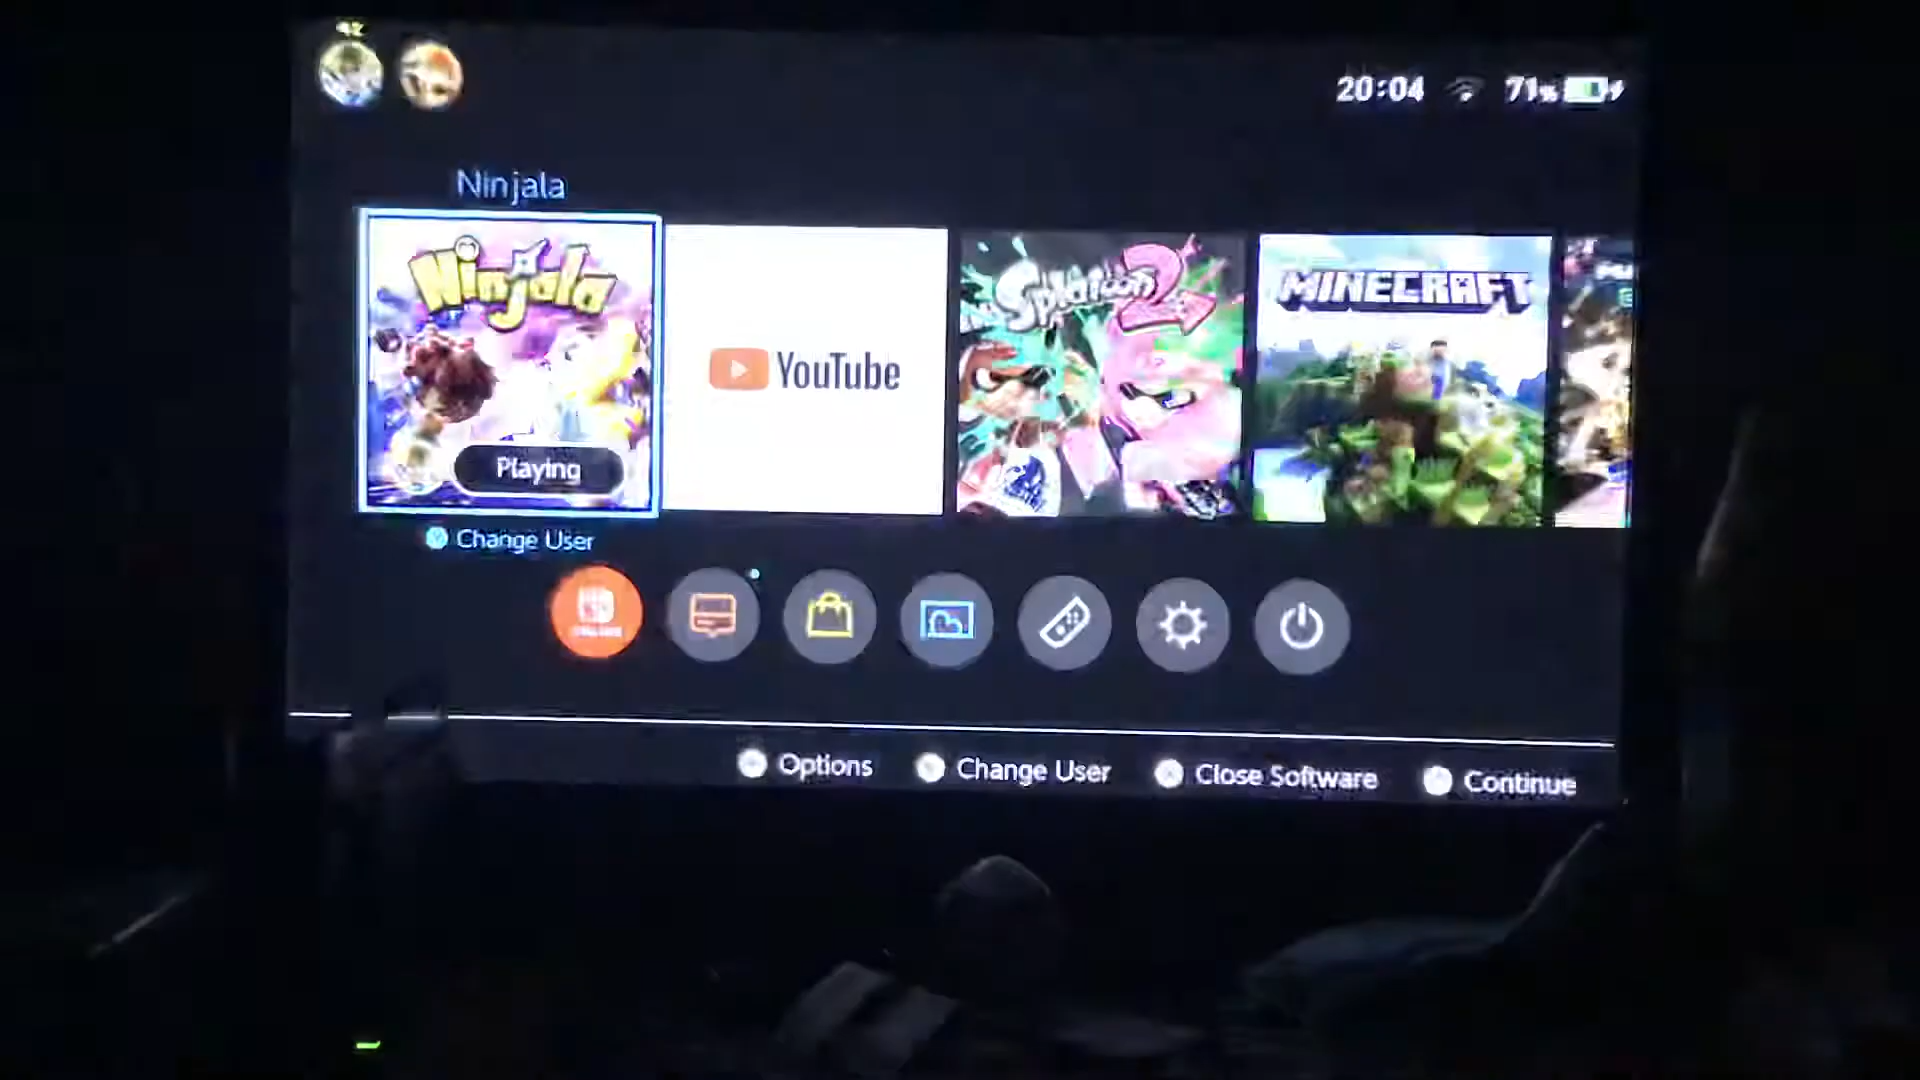 20:04 71%
Ninjala
Ninjala
Playing
YouTube
Splatoon 2
MINECRAFT
Change User
Options Change User Close Software Continue